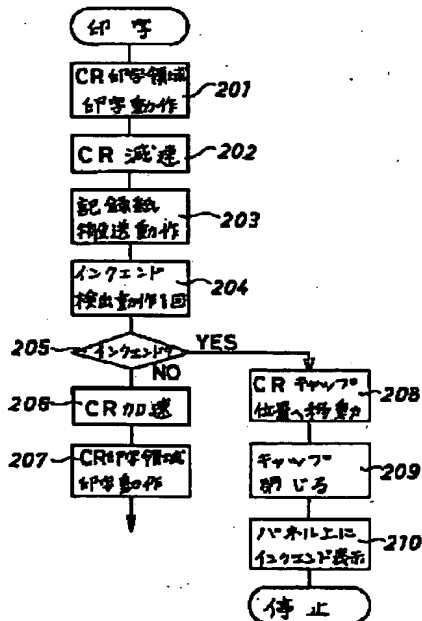 印字
CR印字領域
印字動作
201
CR 減速
202
記録紙
搬送動作
203
インクエンド
検出動作1回
204
205
インクエンド?
YES
NO
206
CR加速
207
CR印字領域
印字動作
CR キャップ
位置へ移動
208
キャップ
閉じる
209
パネル上に
インクエンド表示
210
停止